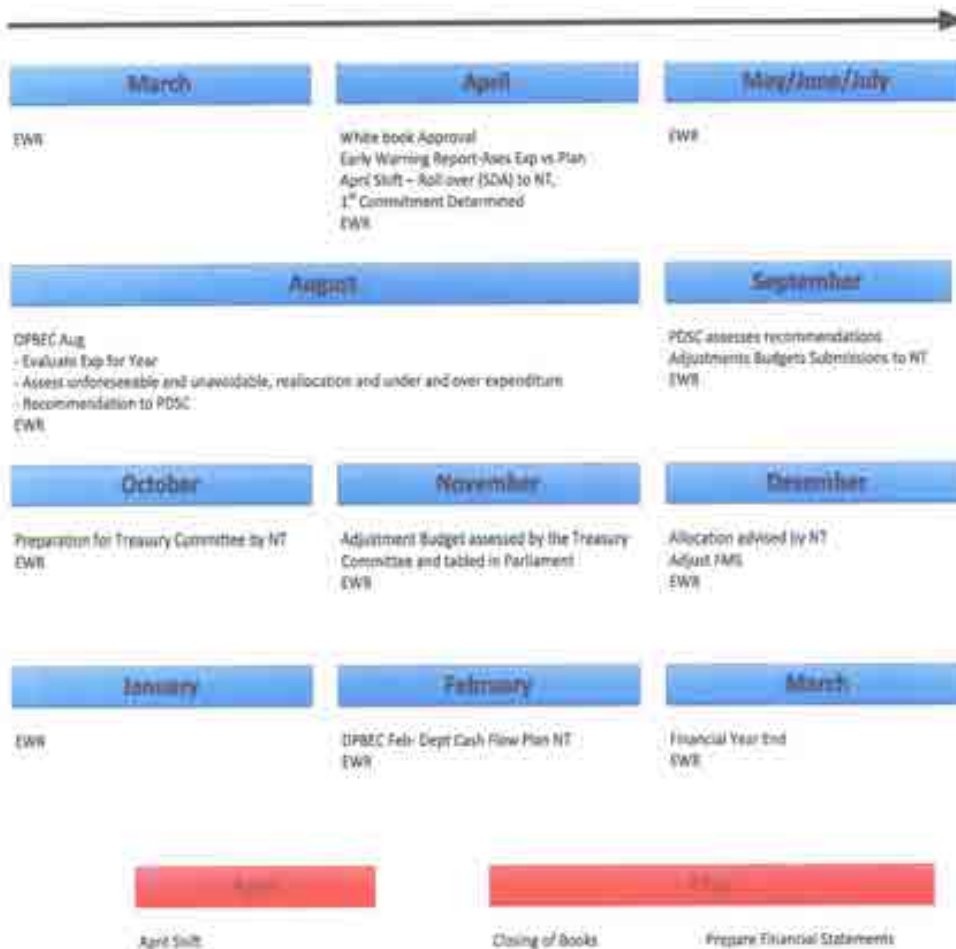 March
April
May/June/July
EWR
White book Approval
Early Warning Report-Ases Exp vs Plan
April Shift – Roll over (SDA) to NT,
1st Commitment Determined
EWR
EWR
August
September
DPBEC Aug
- Evaluate Exp for Year
- Assess unforeseeable and unavoidable, reallocation and under and over expenditure
- Recommendation to PDSC
EWR
PDSC assesses recommendations
Adjustments Budgets Submissions to NT
EWR
October
November
Desember
Preparation for Treasury Committee by NT
EWR
Adjustment Budget assessed by the Treasury
Committee and tabled in Parliament
EWR
Allocation advised by NT
Adjust FMS
EWR
January
February
March
EWR
DPBEC Feb- Dept Cash Flow Plan NT
EWR
Financial Year End
EWR
April
May
April Shift
Closing of Books
- Prepare Financial Statements